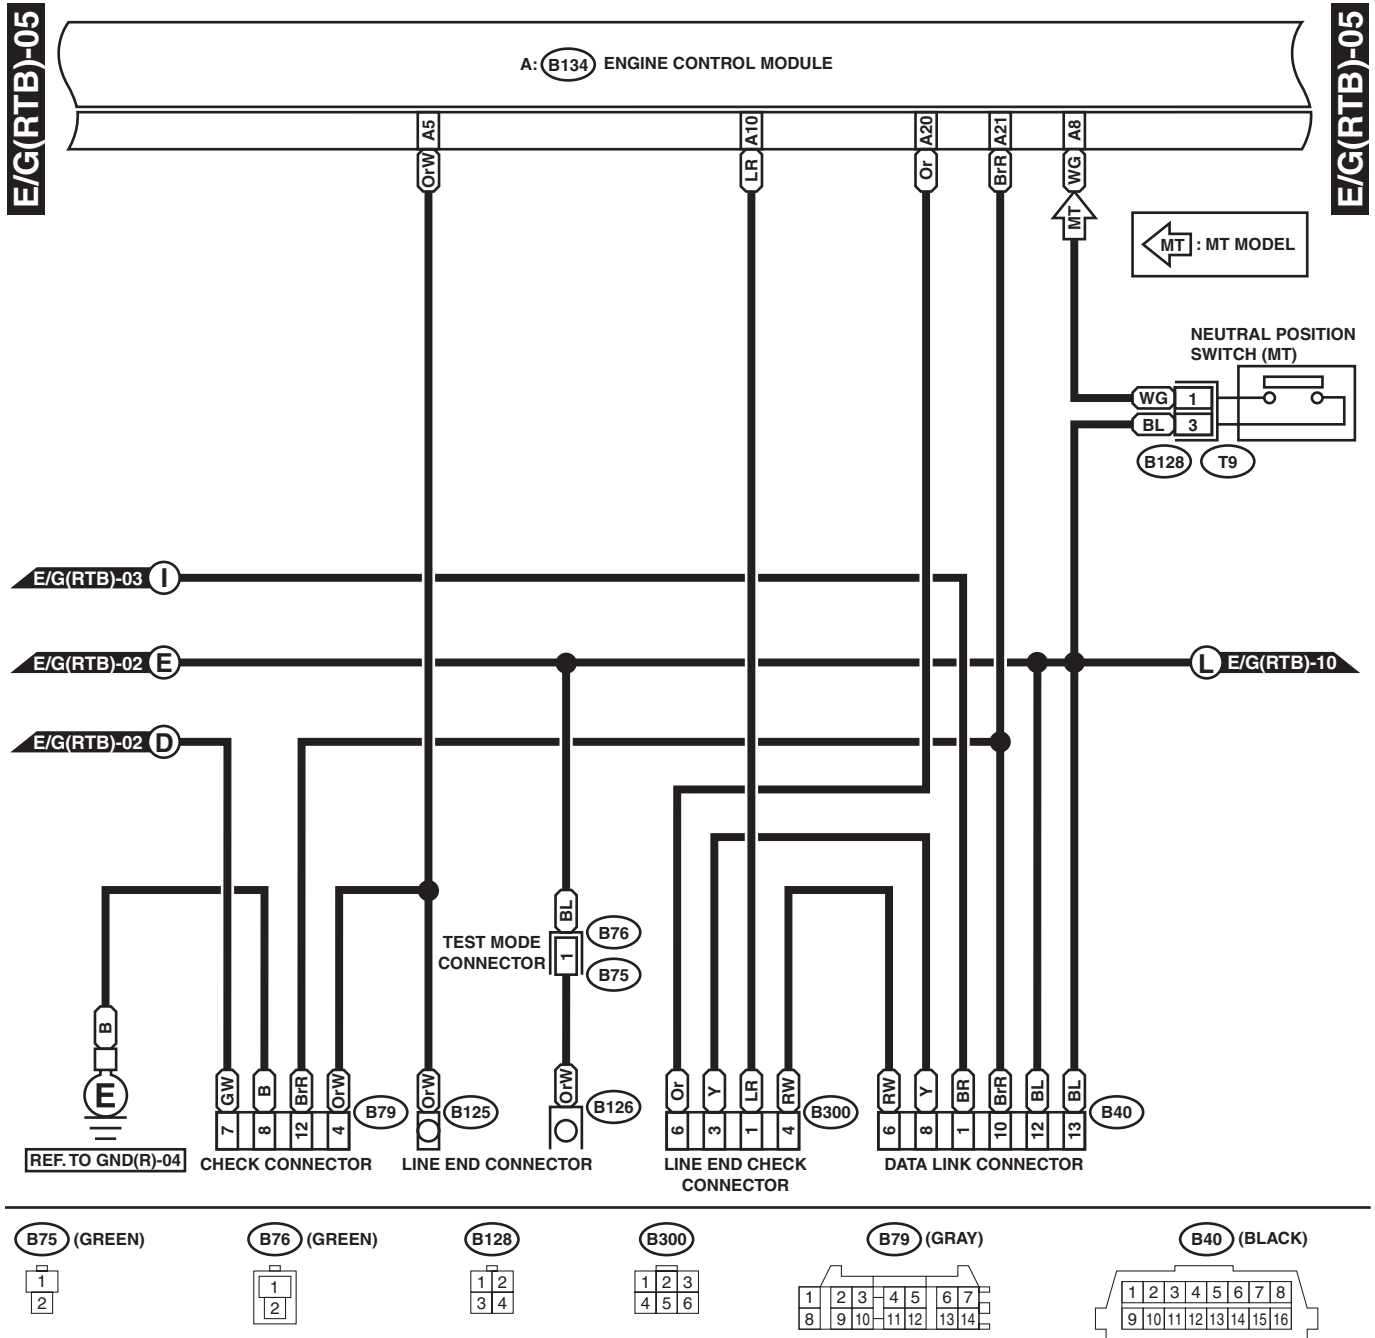 E/G(RTB)-05
E/G(RTB)-05
A: B134 ENGINE CONTROL MODULE
A5 A10 A20 A21 A8
OrW LR Or BrR WG
MT
MT : MT MODEL
NEUTRAL POSITION
SWITCH (MT)
WG 1
BL 3
B128 T9
E/G(RTB)-03 I
E/G(RTB)-02 E
L E/G(RTB)-10
E/G(RTB)-02 D
BL
B76
TEST MODE
CONNECTOR
1
B75
B
E
REF. TO GND(R)-04
GW B BrR OrW
7 8 12 4
B79
CHECK CONNECTOR
OrW
B125
OrW
B126
LINE END CONNECTOR
Or Y LR RW
6 3 1 4
B300
LINE END CHECK
CONNECTOR
RW Y BR BrR BL BL
6 8 1 10 12 13
B40
DATA LINK CONNECTOR
B75 (GREEN)
1
2
B76 (GREEN)
1
2
B128
1 2
3 4
B300
1 2 3
4 5 6
B79 (GRAY)
1 2 3 4 5 6 7
8 9 10 11 12 13 14
B40 (BLACK)
1 2 3 4 5 6 7 8
9 10 11 12 13 14 15 16